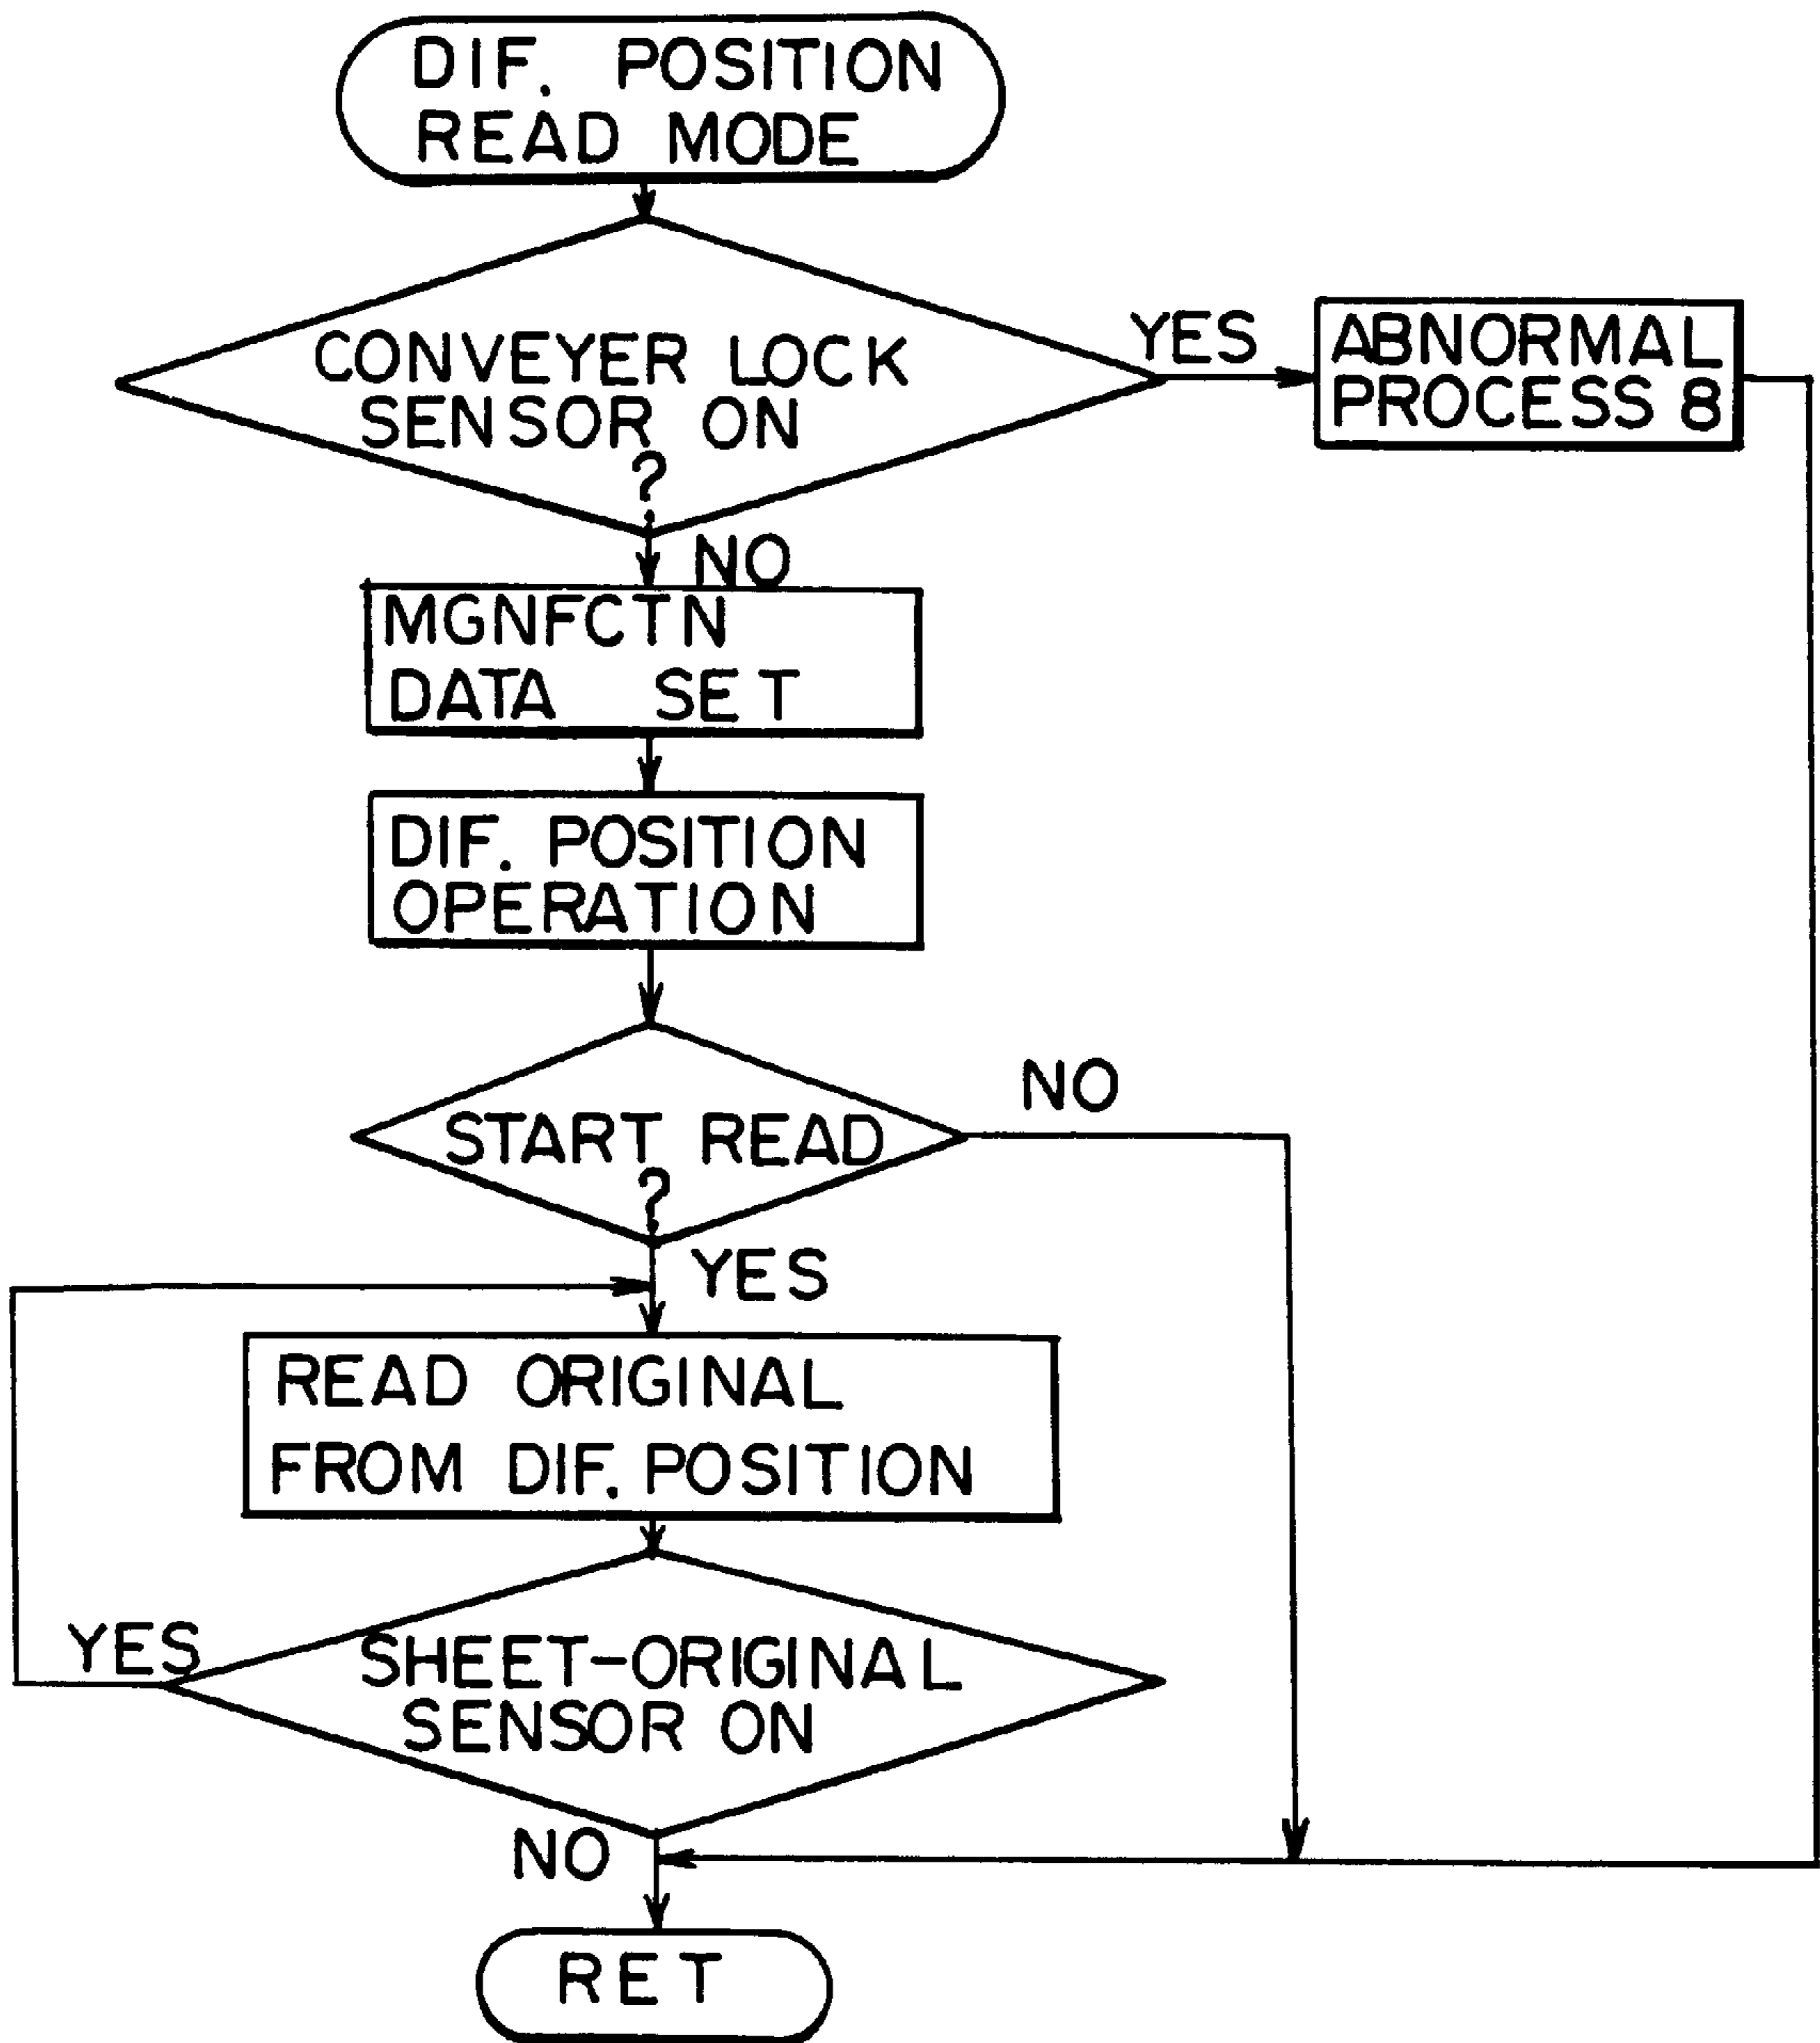 DIF. POSITION
READ MODE
CONVEYER LOCK
SENSOR ON
?
YES
ABNORMAL
PROCESS 8
NO
MGNFCTN
DATA SET
DIF. POSITION
OPERATION
START READ
?
NO
YES
READ ORIGINAL
FROM DIF. POSITION
YES
SHEET-ORIGINAL
SENSOR ON
NO
RET